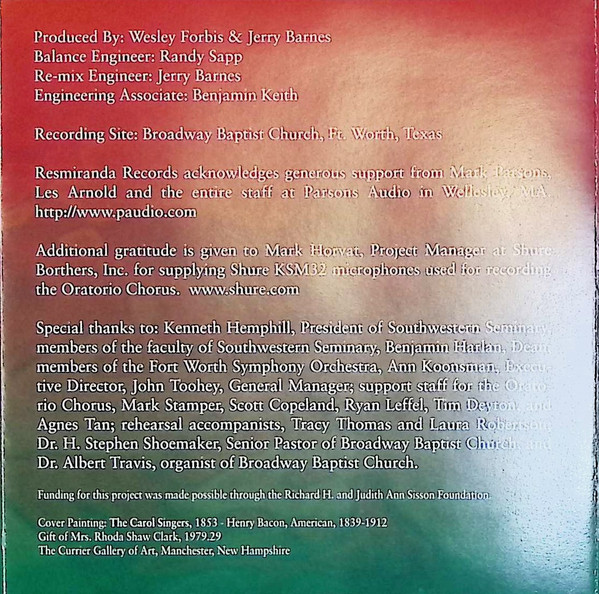 Produced By: Wesley Forbis & Jerry Barnes
Balance Engineer: Randy Sapp
Re-mix Engineer: Jerry Barnes
Engineering Associate: Benjamin Keith
Recording Site: Broadway Baptist Church, Ft. Worth, Texas
Resmiranda Records acknowledges generous support from Mark Parsons,
Les Arnold and the entire staff at Parsons Audio in Wellesley, MA.
http://www.paudio.com
Additional gratitude is given to Mark Horvat, Project Manager at Shure
Borthers, Inc. for supplying Shure KSM32 microphones used for recording
the Oratorio Chorus. www.shure.com
Special thanks to: Kenneth Hemphill, President of Southwestern Seminary,
members of the faculty of Southwestern Seminary, Benjamin Harlan, Dean,
members of the Fort Worth Symphony Orchestra, Ann Koonsman, Execu-
tive Director, John Toohey, General Manager; support staff for the Orato-
rio Chorus, Mark Stamper, Scott Copeland, Ryan Leffel, Tim Deyton, and
Agnes Tan; rehearsal accompanists, Tracy Thomas and Laura Robertson,
Dr. H. Stephen Shoemaker, Senior Pastor of Broadway Baptist Church, and
Dr. Albert Travis, organist of Broadway Baptist Church.
Funding for this project was made possible through the Richard H. and Judith Ann Sisson Foundation.
Cover Painting: The Carol Singers, 1853 - Henry Bacon, American, 1839-1912
Gift of Mrs. Rhoda Shaw Clark, 1979.29
The Currier Gallery of Art, Manchester, New Hampshire